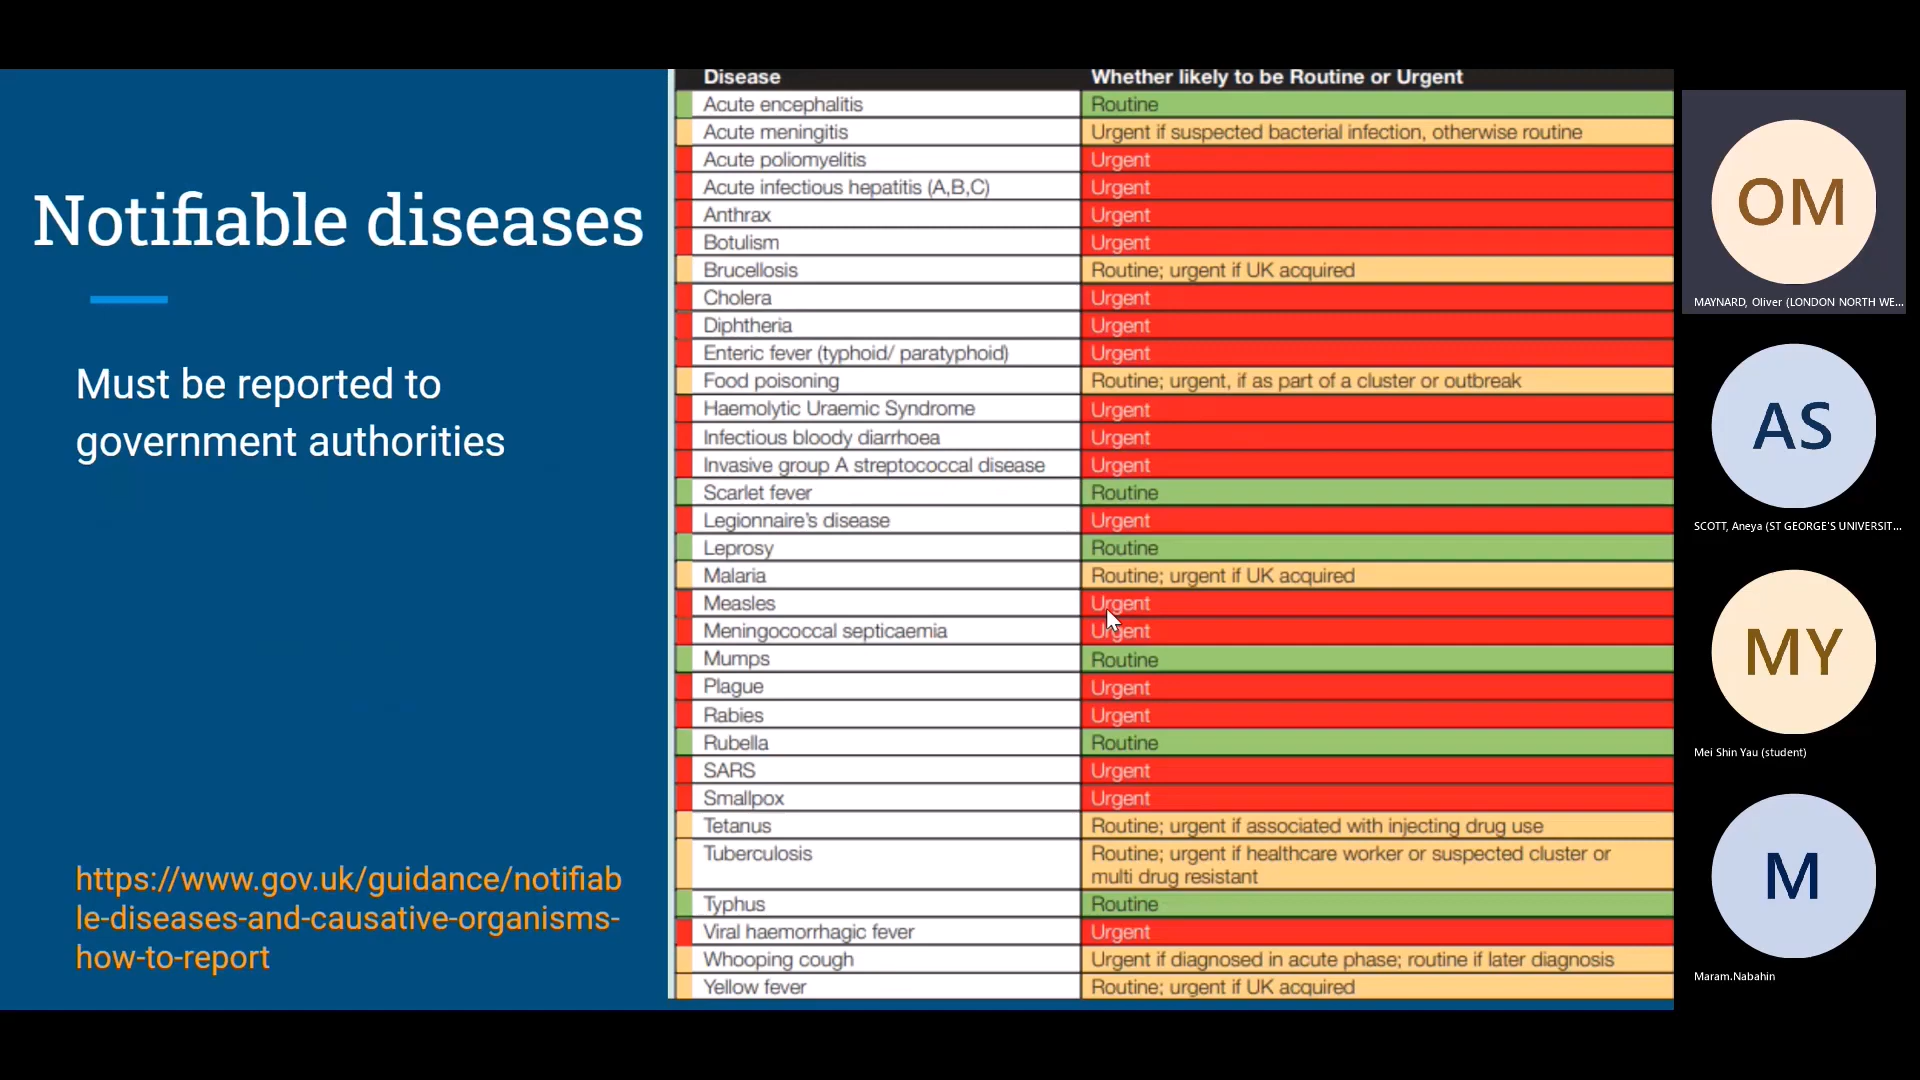 Notifiable diseases
Must be reported to
government authorities
https://www.gov.uk/guidance/notifiab
le-diseases-and-causative-organisms-
how-to-report
Disease Whether likely to be Routine or Urgent
Acute encephalitis Routine
Acute meningitis Urgent if suspected bacterial infection, otherwise routine
Acute poliomyelitis Urgent
Acute infectious hepatitis (A,B,C) Urgent
Anthrax Urgent
Botulism Urgent
Brucellosis Routine; urgent if UK acquired
Cholera Urgent
Diphtheria Urgent
Enteric fever (typhoid/ paratyphoid) Urgent
Food poisoning Routine; urgent, if as part of a cluster or outbreak
Haemolytic Uraemic Syndrome Urgent
Infectious bloody diarrhoea Urgent
Invasive group A streptococcal disease Urgent
Scarlet fever Routine
Legionnaire's disease Urgent
Leprosy Routine
Malaria Routine; urgent if UK acquired
Measles Urgent
Meningococcal septicaemia Urgent
Mumps Routine
Plague Urgent
Rabies Urgent
Rubella Routine
SARS Urgent
Smallpox Urgent
Tetanus Routine; urgent if associated with injecting drug use
Tuberculosis Routine; urgent if healthcare worker or suspected cluster or
multi drug resistant
Typhus Routine
Viral haemorrhagic fever Urgent
Whooping cough Urgent if diagnosed in acute phase; routine if later diagnosis
Yellow fever Routine; urgent if UK acquired
OM
MAYNARD, Oliver (LONDON NORTH WE...
AS
SCOTT, Aneya (ST GEORGE'S UNIVERSIT...
MY
Mei Shin Yau (student)
M
Maram.Nabahin